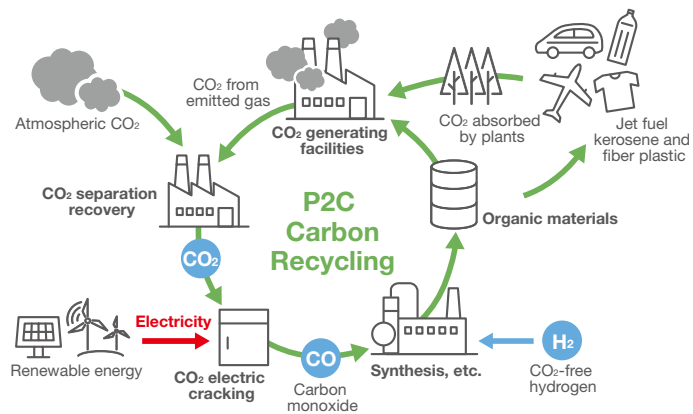 CO₂ from
emitted gas
Atmospheric CO₂
CO₂ generating
facilities
CO₂ absorbed
by plants
Jet fuel
kerosene and
fiber plastic
CO₂ separation
recovery
P2C
Carbon
Recycling
Organic materials
CO₂
Electricity
Renewable energy
CO₂ electric
cracking
CO
Carbon
monoxide
Synthesis, etc.
H₂
CO₂-free
hydrogen